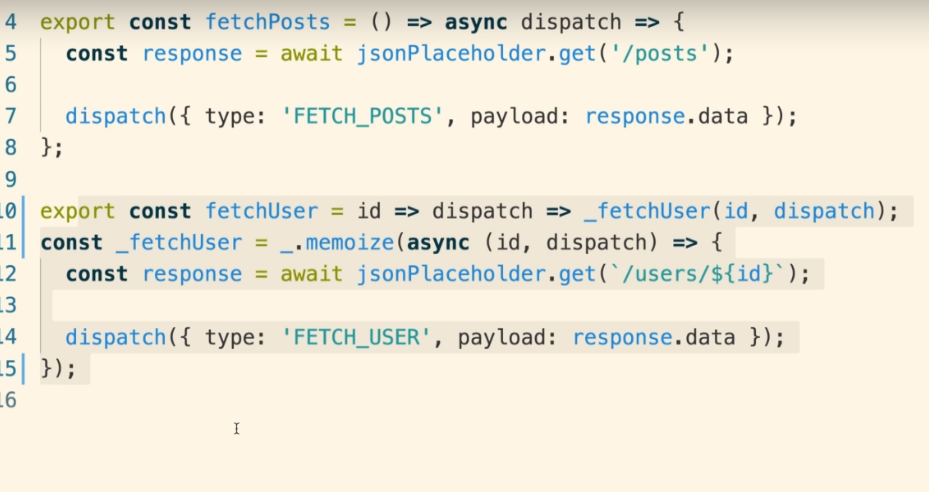 4 export const fetchPosts = () => async dispatch => {
5 const response = await jsonPlaceholder.get('/posts');
6
7 dispatch({ type: 'FETCH_POSTS', payload: response.data });
8 };
9
10 export const fetchUser = id => dispatch => _fetchUser(id, dispatch);
11 const _fetchUser = _.memoize(async (id, dispatch) => {
12 const response = await jsonPlaceholder.get(`/users/${id}`);
13
14 dispatch({ type: 'FETCH_USER', payload: response.data });
15 });
16